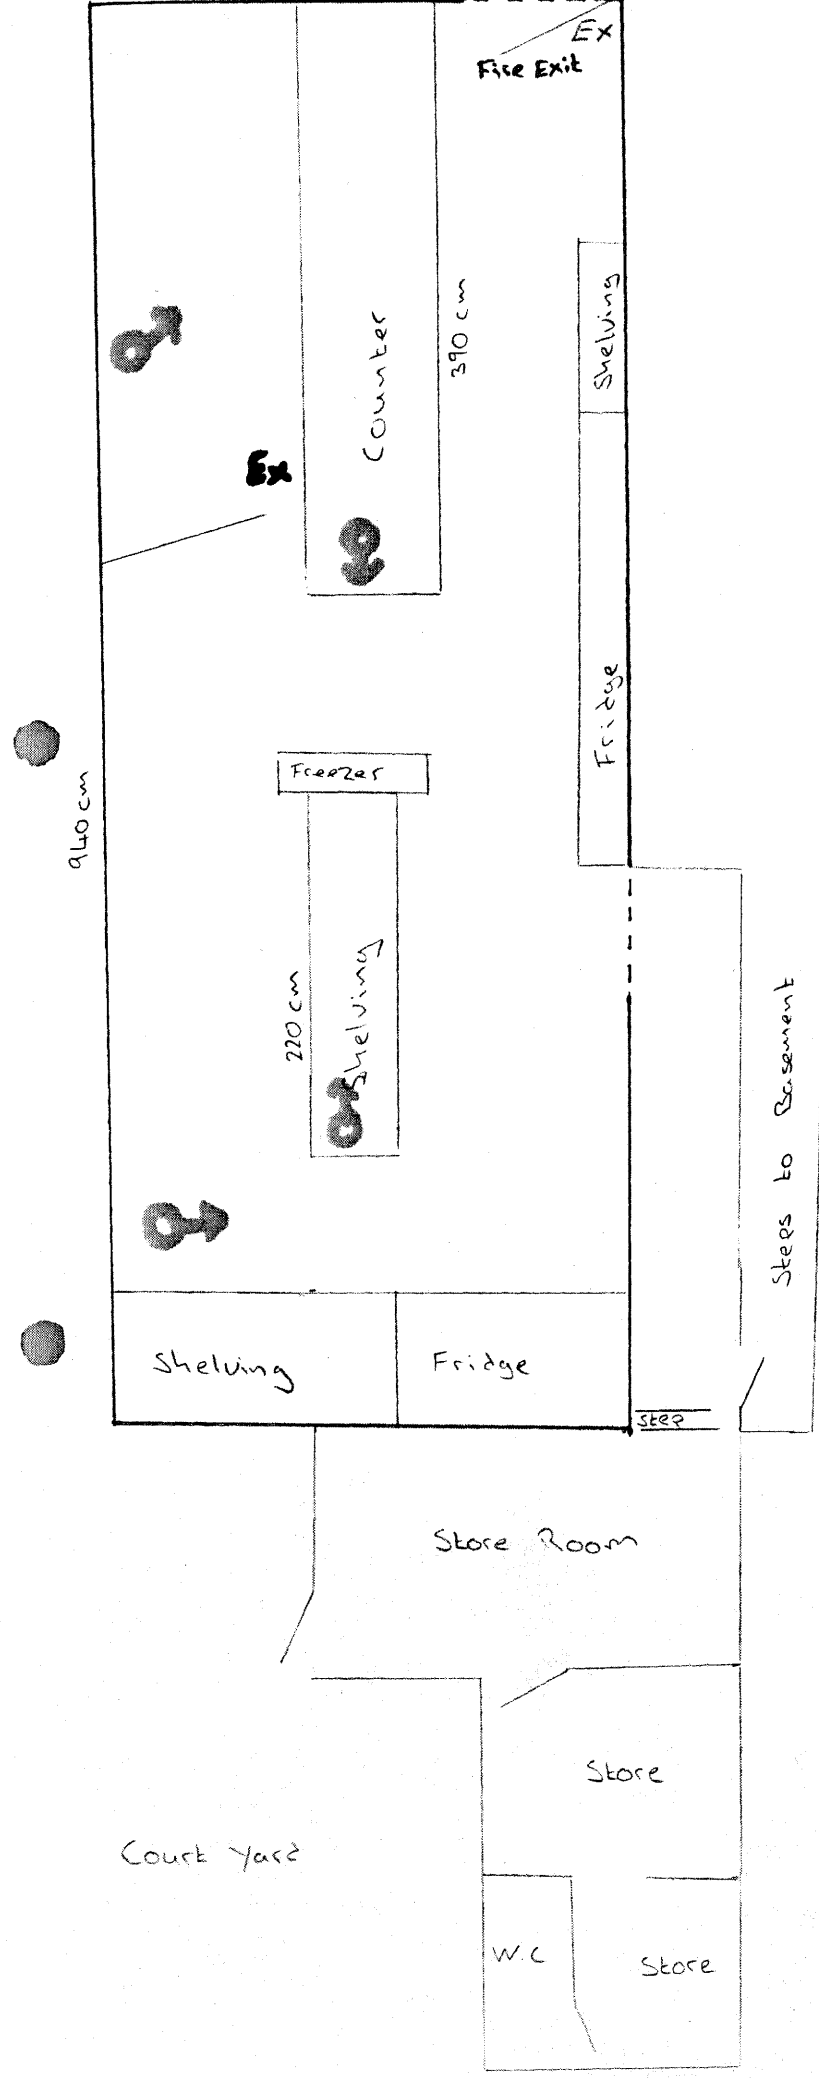 Ex
Fire Exit
Shelving
390 cm
Counter
Ex
Fridge
Freezer
940 cm
220 cm
Shelving
Steps to Basement
Shelving
Fridge
step
Store Room
Store
Court Yard
W.C
Store